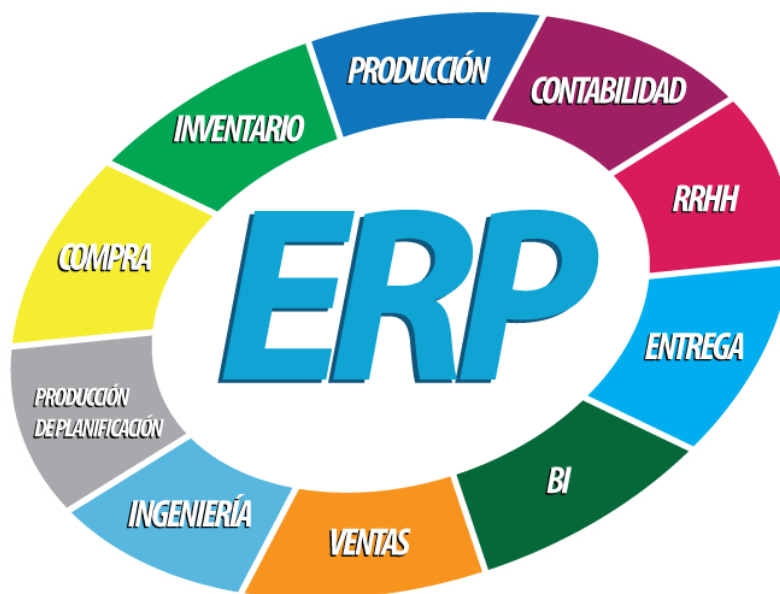 PRODUCCIÓN
CONTABILIDAD
RRHH
ENTREGA
BI
VENTAS
INGENIERÍA
PRODUCCIÓN
DE PLANIFICACIÓN
COMPRA
INVENTARIO
ERP